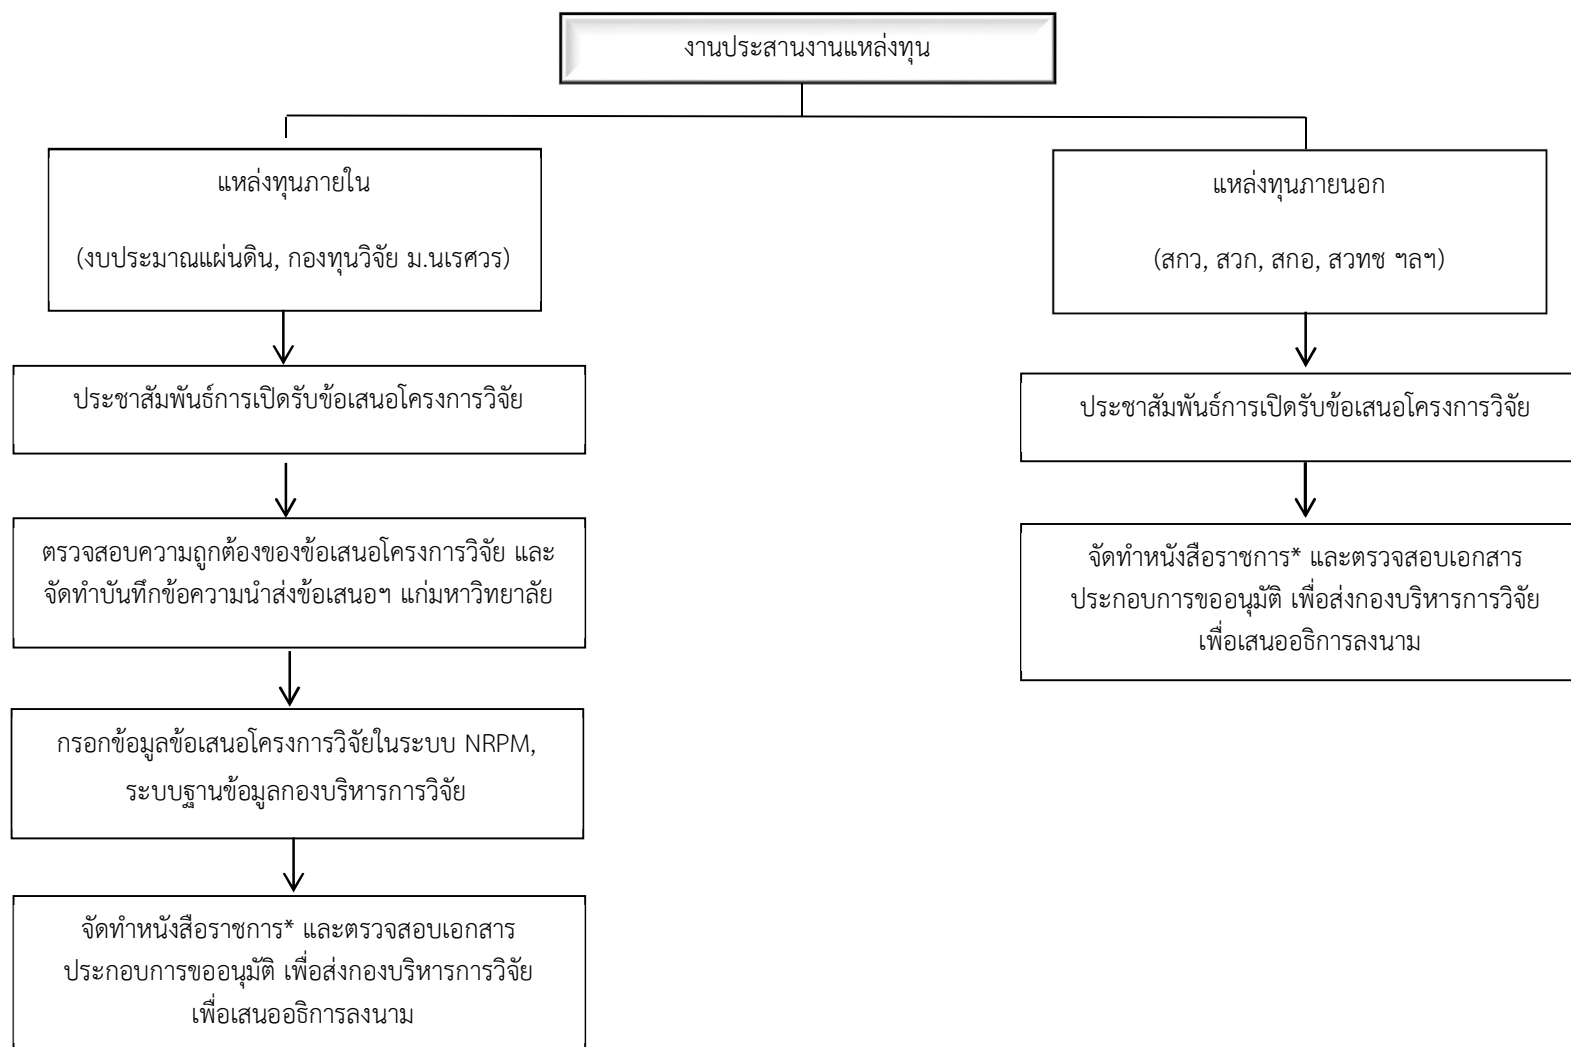 งานประสานงานแหล่งทุน
แหล่งทุนภายใน
(งบประมาณแผ่นดิน, กองทุนวิจัย ม.นเรศวร)
ประชาสัมพันธ์การเปิดรับข้อเสนอโครงการวิจัย
ตรวจสอบความถูกต้องของข้อเสนอโครงการวิจัย และ
จัดทำบันทึกข้อความนำส่งข้อเสนอฯ แก่มหาวิทยาลัย
กรอกข้อมูลข้อเสนอโครงการวิจัยในระบบ NRPM,
ระบบฐานข้อมูลกองบริหารการวิจัย
จัดทำหนังสือราชการ* และตรวจสอบเอกสาร
ประกอบการขออนุมัติ เพื่อส่งกองบริหารการวิจัย
เพื่อเสนออธิการลงนาม
แหล่งทุนภายนอก
(สกว, สวก, สกอ, สวทช ฯลฯ)
ประชาสัมพันธ์การเปิดรับข้อเสนอโครงการวิจัย
จัดทำหนังสือราชการ* และตรวจสอบเอกสาร
ประกอบการขออนุมัติ เพื่อส่งกองบริหารการวิจัย
เพื่อเสนออธิการลงนาม